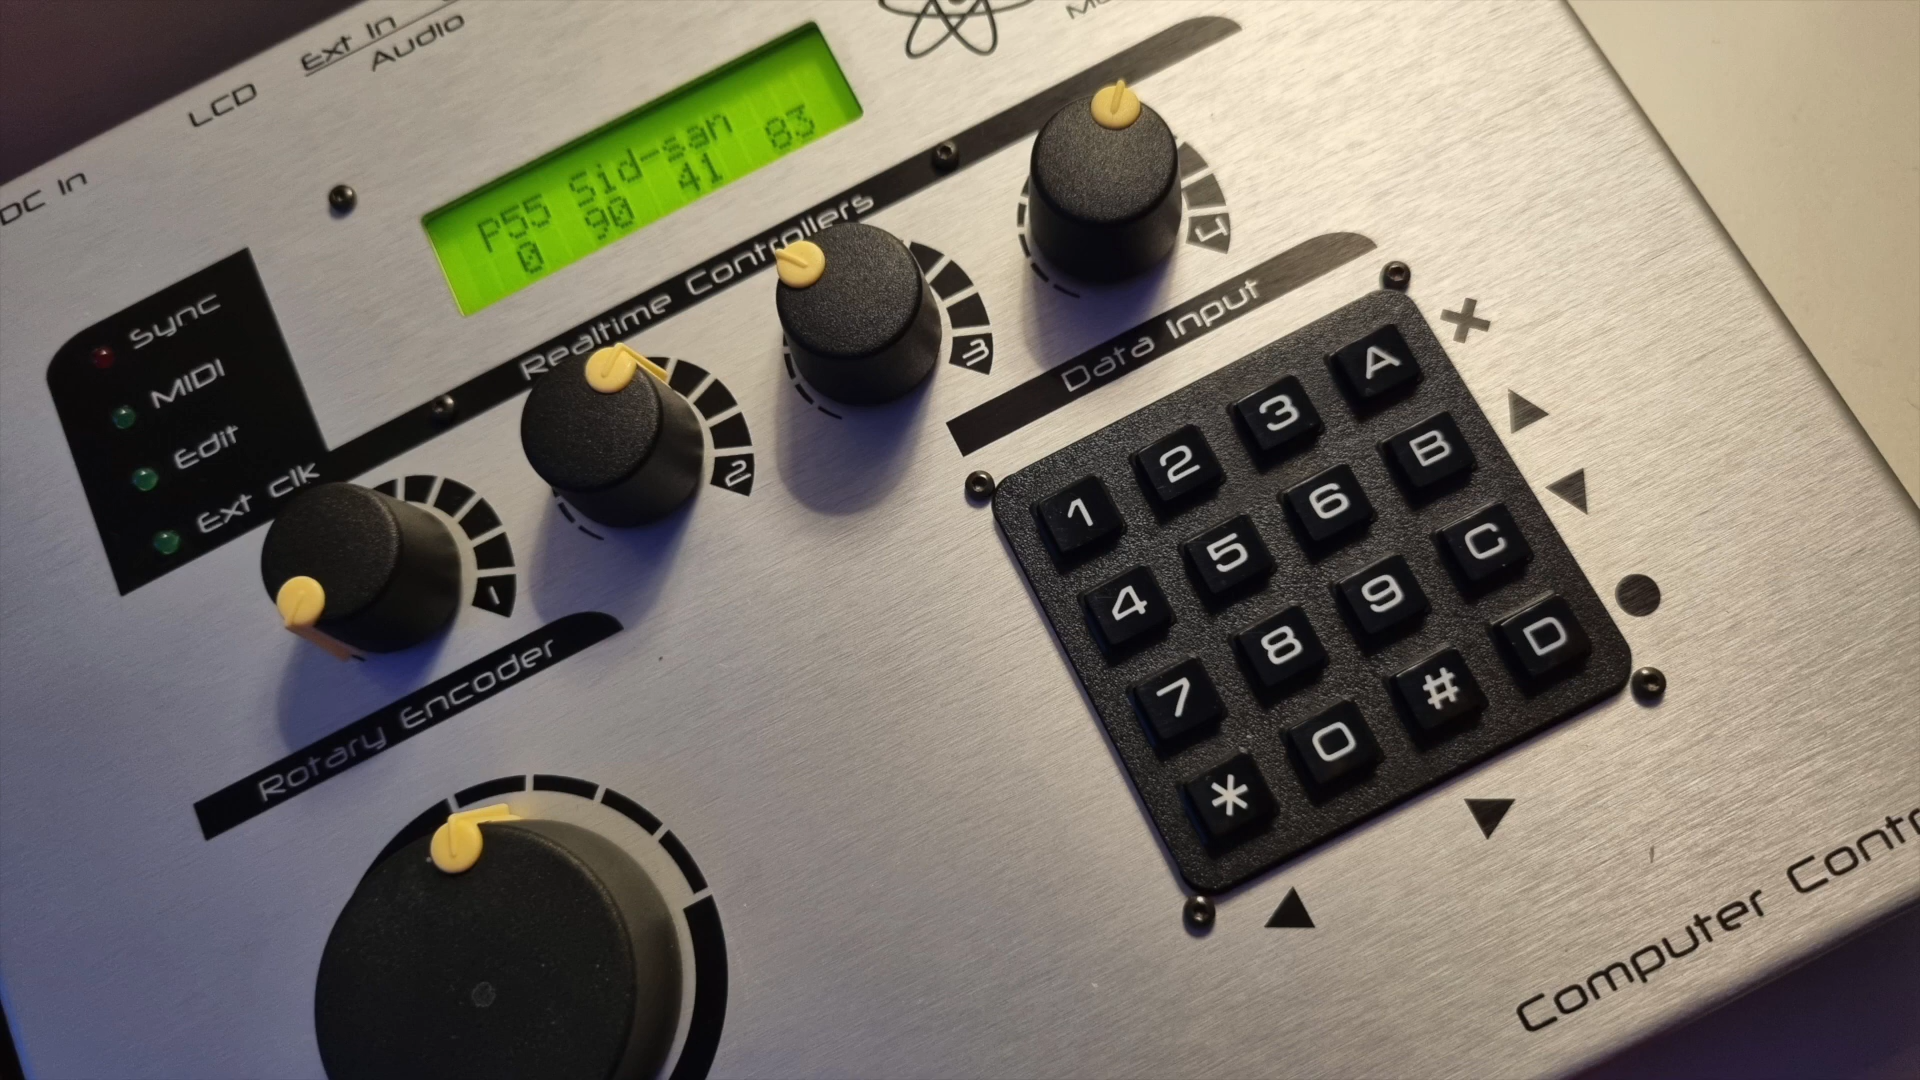 DC In
LCD
Ext In
Audio
P55 Sid-san
0 90 41 83
Sync
MIDI
Edit
Ext clk
Realtime Controllers
1
2
3
4
Data Input
1 2 3 A
4 5 6 B
7 8 9 C
* 0 # D
Rotary Encoder
Computer Contr